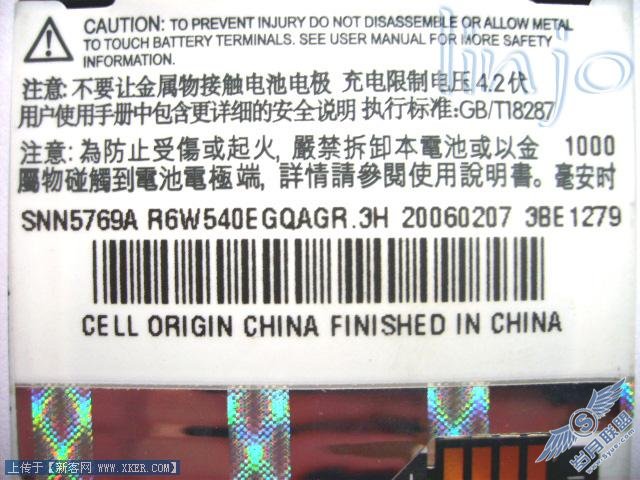 CAUTION: TO PREVENT INJURY DO NOT DISASSEMBLE OR ALLOW METAL
TO TOUCH BATTERY TERMINALS. SEE USER MANUAL FOR MORE SAFETY
INFORMATION.
linjo
注意: 不要让金属物接触电池电极 充电限制电压4.2伏
用户使用手册中包含更详细的安全说明 执行标准:GB/T18287
注意: 為防止受傷或起火, 嚴禁拆卸本電池或以金 1000
屬物碰觸到電池電極端, 詳情請參閱使用說明. 毫安时
SNN5769A R6W540EGQAGR.3H 20060207 3BE1279
CELL ORIGIN CHINA FINISHED IN CHINA
上传于【新客网 www.XKER.com】